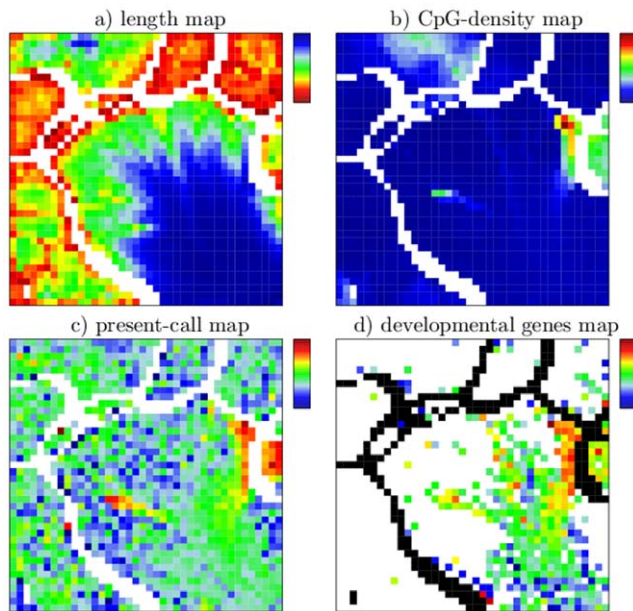 a) length map
b) CpG-density map
c) present-call map
d) developmental genes map